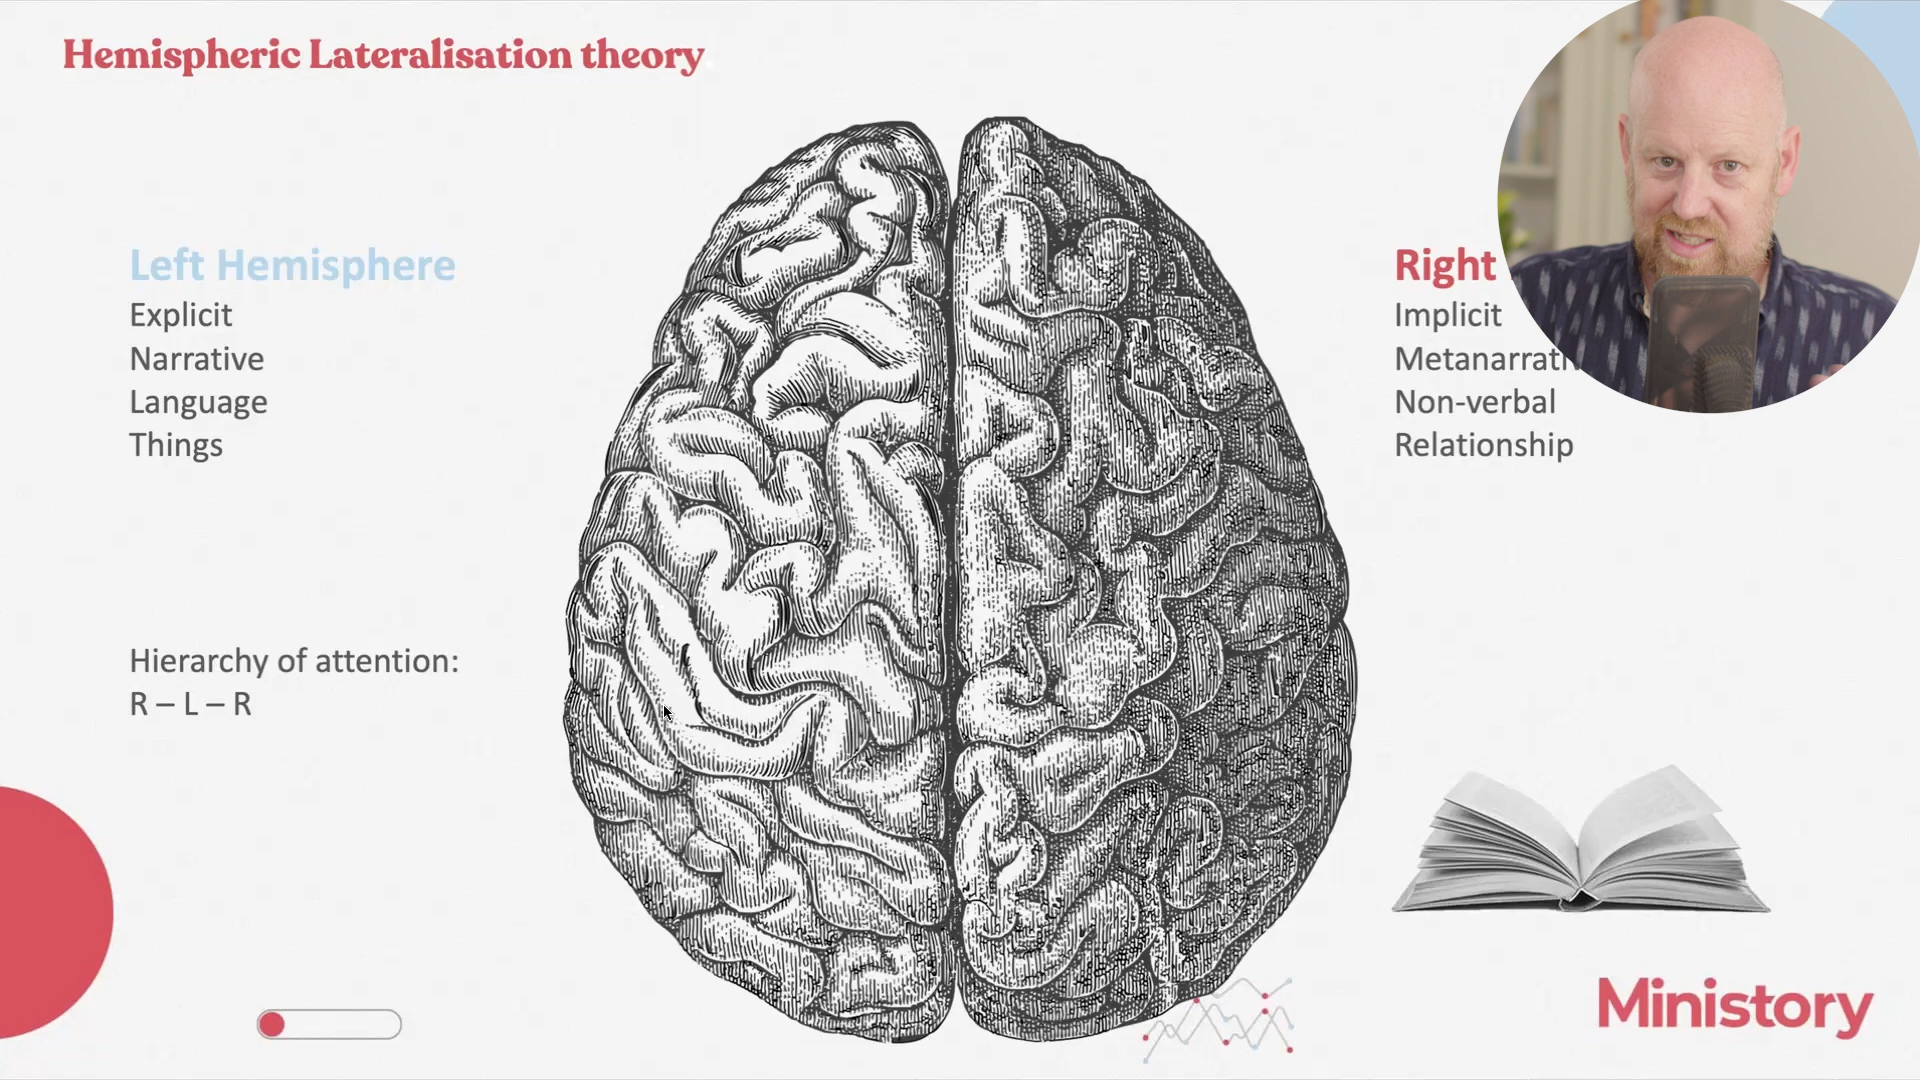 Hemispheric Lateralisation theory
Left Hemisphere
Explicit
Narrative
Language
Things
Hierarchy of attention:
R – L – R
Right
Implicit
Non-verbal
Relationship
Ministory